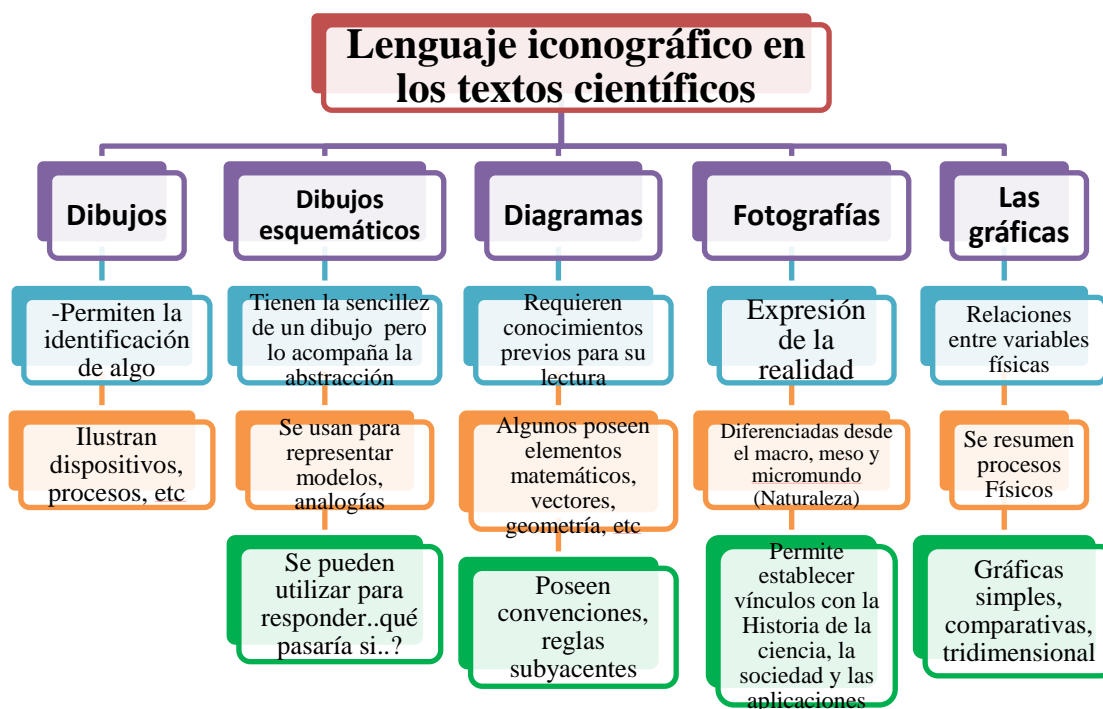 Lenguaje iconográfico en
los textos científicos
Dibujos
Dibujos
esquemáticos
Diagramas
Fotografías
Las
gráficas
-Permiten la
identificación
de algo
Tienen la sencillez
de un dibujo pero
lo acompaña la
abstracción
Requieren
conocimientos
previos para su
lectura
Expresión
de la
realidad
Relaciones
entre variables
físicas
Ilustran
dispositivos,
procesos, etc
Se usan para
representar
modelos,
analogías
Algunos poseen
elementos
matemáticos,
vectores,
geometría, etc
Diferenciadas desde
el macro, meso y
micromundo
(Naturaleza)
Se resumen
procesos
Físicos
Se pueden
utilizar para
responder..qué
pasaría si..?
Poseen
convenciones,
reglas
subyacentes
Permite
establecer
vínculos con la
Historia de la
ciencia, la
sociedad y las
aplicaciones
Gráficas
simples,
comparativas,
tridimensional